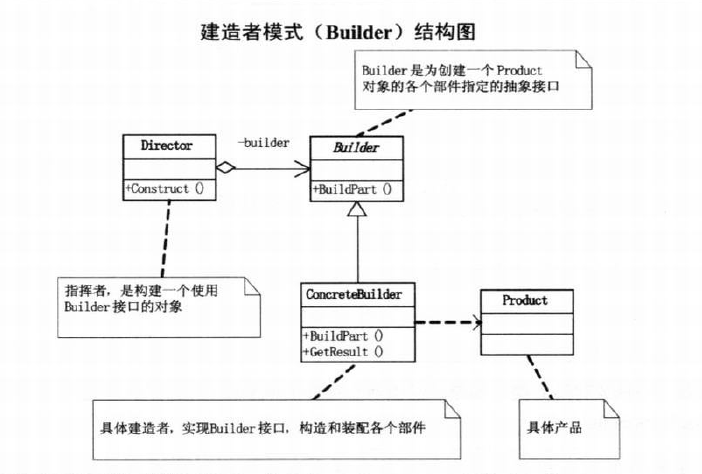 建造者模式（Builder）结构图
Builder是为创建一个Product
对象的各个部件指定的抽象接口
Director
-builder
Builder
+Construct()
+BuildPart()
指挥者，是构建一个使用
Builder接口的对象
ConcreteBuilder
Product
+BuildPart()
+GetResult()
具体建造者，实现Builder接口，构造和装配各个部件
具体产品